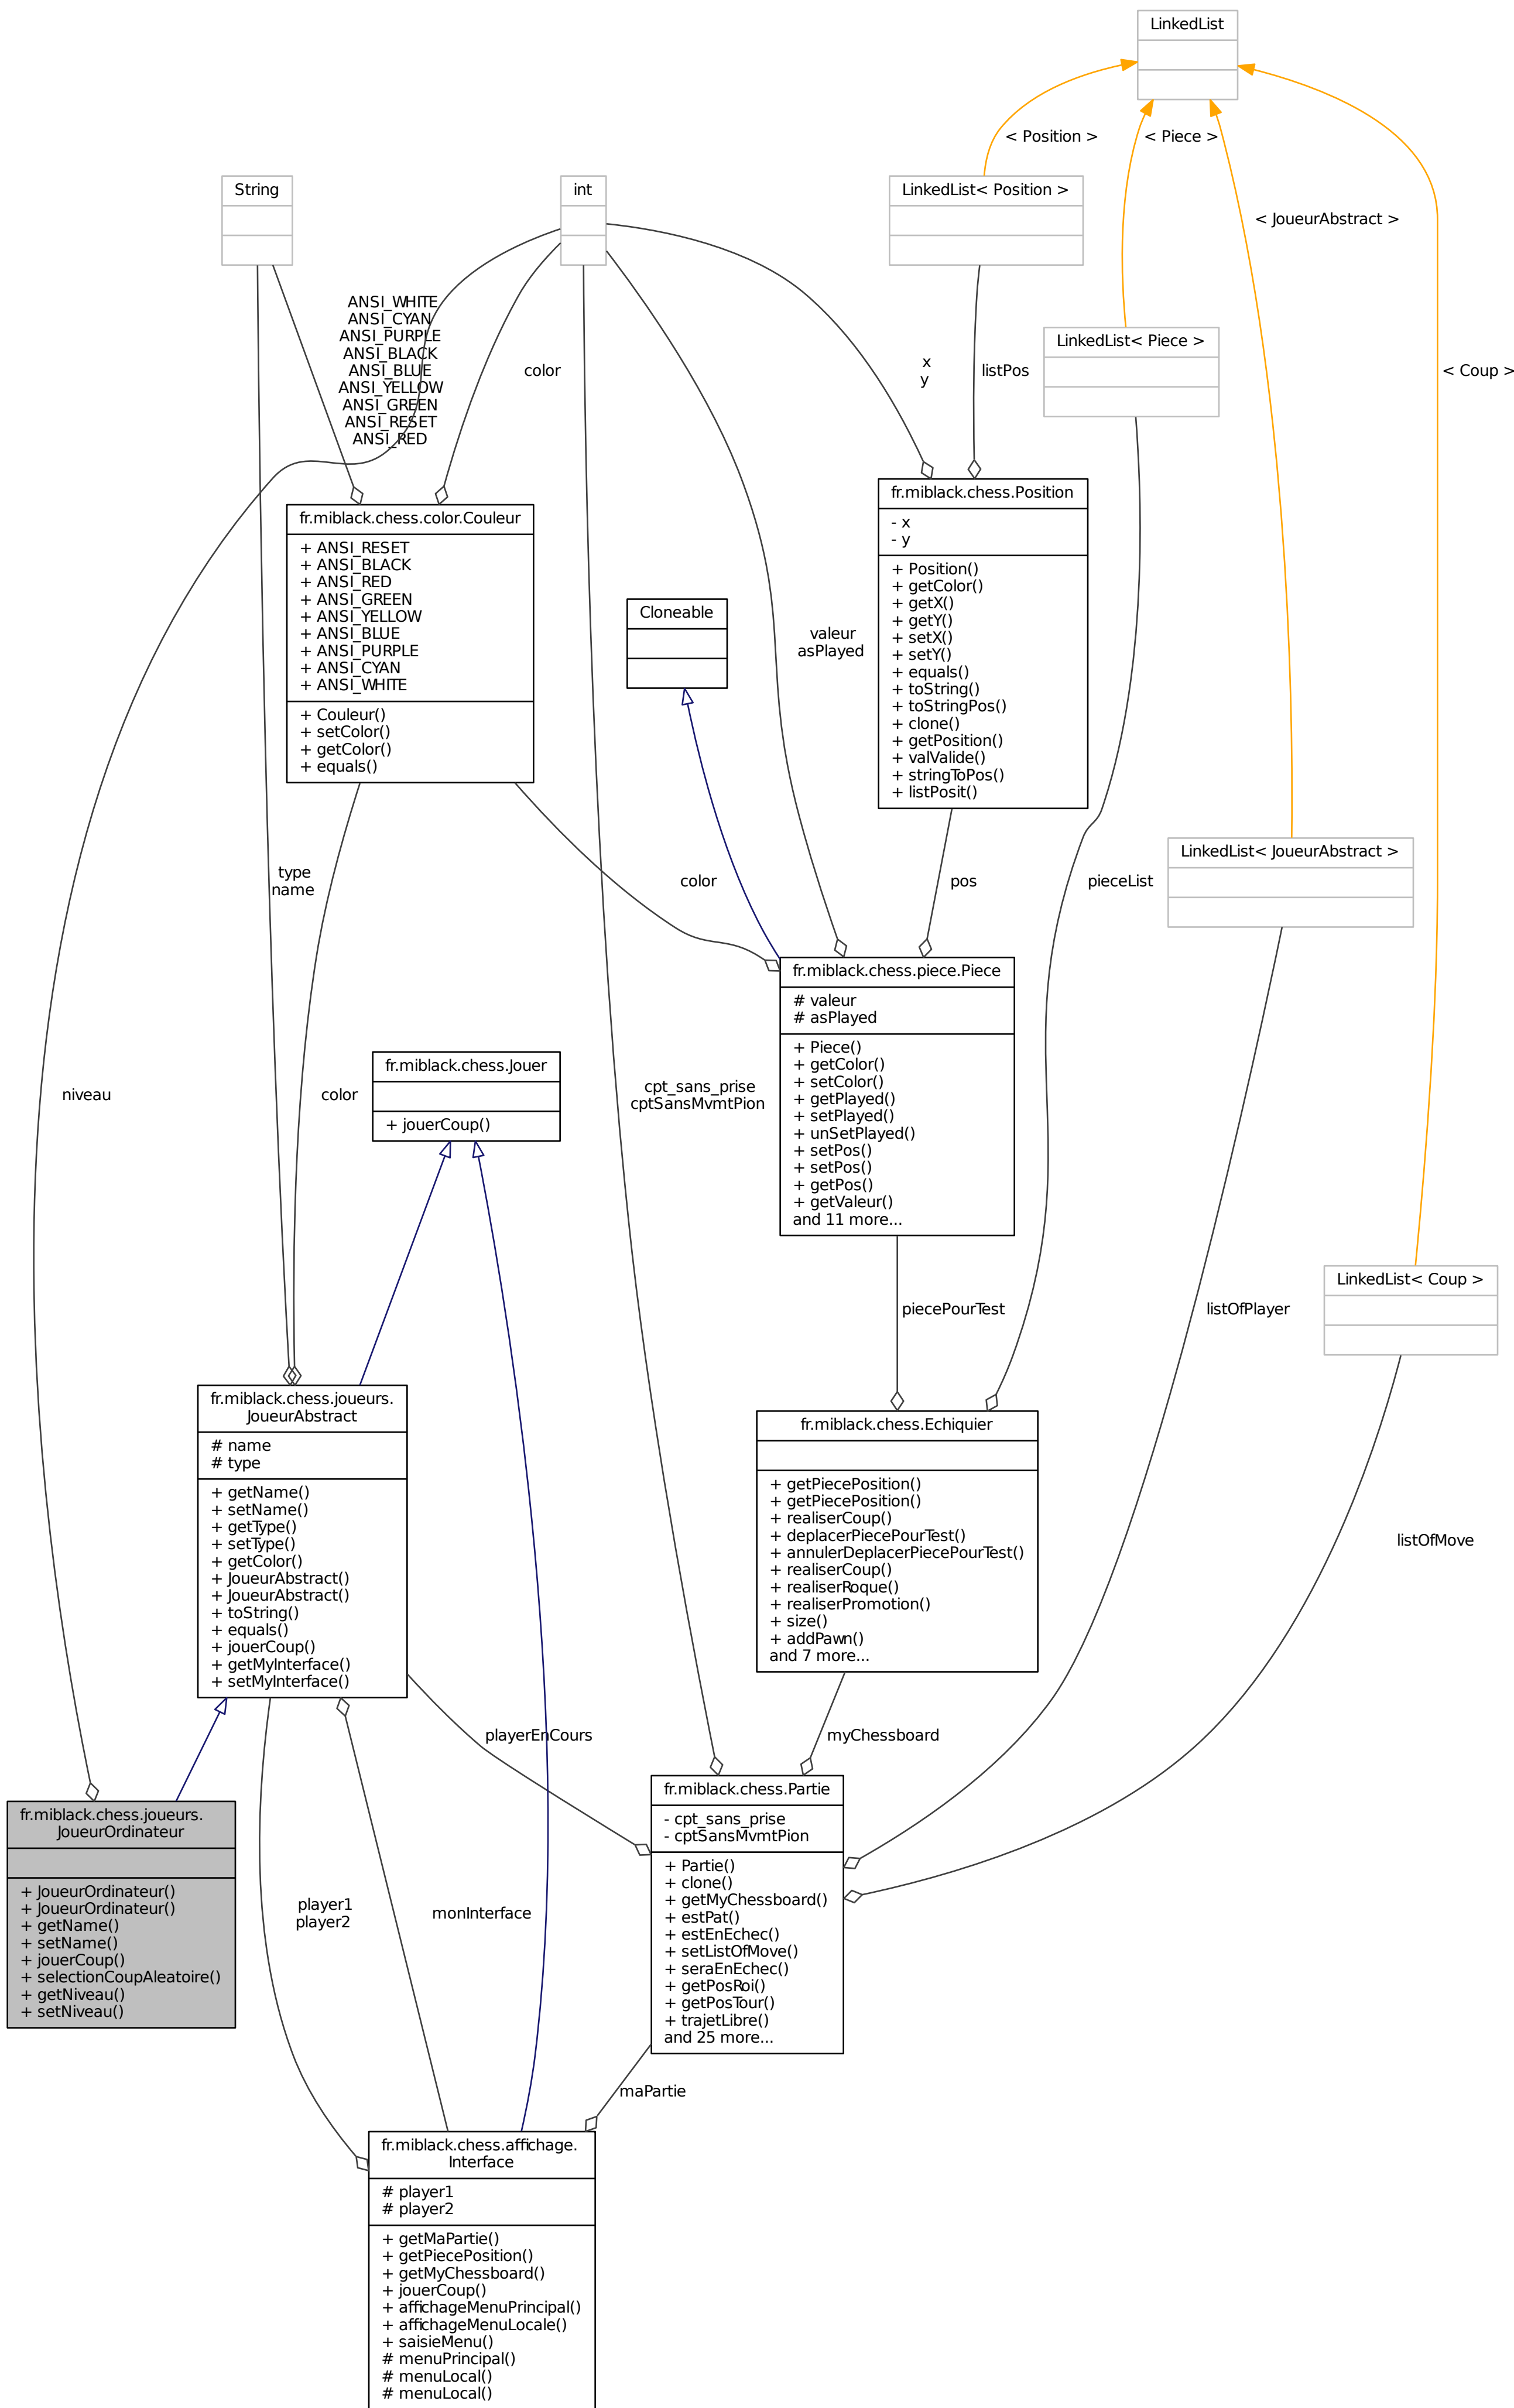 LinkedList
< Position >
< Piece >
String
int
LinkedList< Position >
< JoueurAbstract >
ANSI_WHITE
ANSI_CYAN
ANSI_PURPLE
ANSI_BLACK
ANSI_BLUE
ANSI_YELLOW
ANSI_GREEN
ANSI_RESET
ANSI_RED
color
x
y
listPos
LinkedList< Piece >
< Coup >
fr.miblack.chess.color.Couleur
+ ANSI_RESET
+ ANSI_BLACK
+ ANSI_RED
+ ANSI_GREEN
+ ANSI_YELLOW
+ ANSI_BLUE
+ ANSI_PURPLE
+ ANSI_CYAN
+ ANSI_WHITE
+ Couleur()
+ setColor()
+ getColor()
+ equals()
Cloneable
valeur
asPlayed
fr.miblack.chess.Position
- x
- y
+ Position()
+ getColor()
+ getX()
+ getY()
+ setX()
+ setY()
+ equals()
+ toString()
+ toStringPos()
+ clone()
+ getPosition()
+ valValide()
+ stringToPos()
+ listPosit()
type
name
color
pos
pieceList
LinkedList< JoueurAbstract >
niveau
color
fr.miblack.chess.Jouer
+ jouerCoup()
cpt_sans_prise
cptSansMvmtPion
fr.miblack.chess.piece.Piece
# valeur
# asPlayed
+ Piece()
+ getColor()
+ setColor()
+ getPlayed()
+ setPlayed()
+ unSetPlayed()
+ setPos()
+ setPos()
+ getPos()
+ getValeur()
and 11 more...
piecePourTest
listOfPlayer
LinkedList< Coup >
fr.miblack.chess.joueurs.
JoueurAbstract
# name
# type
+ getName()
+ setName()
+ getType()
+ setType()
+ getColor()
+ JoueurAbstract()
+ JoueurAbstract()
+ toString()
+ equals()
+ jouerCoup()
+ getMyInterface()
+ setMyInterface()
fr.miblack.chess.Echiquier
+ getPiecePosition()
+ getPiecePosition()
+ realiserCoup()
+ deplacerPiecePourTest()
+ annulerDeplacerPiecePourTest()
+ realiserCoup()
+ realiserRoque()
+ realiserPromotion()
+ size()
+ addPawn()
and 7 more...
listOfMove
playerEnCours
myChessboard
fr.miblack.chess.joueurs.
JoueurOrdinateur
+ JoueurOrdinateur()
+ JoueurOrdinateur()
+ getName()
+ setName()
+ jouerCoup()
+ selectionCoupAleatoire()
+ getNiveau()
+ setNiveau()
player1
player2
monInterface
fr.miblack.chess.Partie
- cpt_sans_prise
- cptSansMvmtPion
+ Partie()
+ clone()
+ getMyChessboard()
+ estPat()
+ estEnEchec()
+ setListOfMove()
+ seraEnEchec()
+ getPosRoi()
+ getPosTour()
+ trajetLibre()
and 25 more...
maPartie
fr.miblack.chess.affichage.
Interface
# player1
# player2
+ getMaPartie()
+ getPiecePosition()
+ getMyChessboard()
+ jouerCoup()
+ affichageMenuPrincipal()
+ affichageMenuLocale()
+ saisieMenu()
# menuPrincipal()
# menuLocal()
# menuLocal()